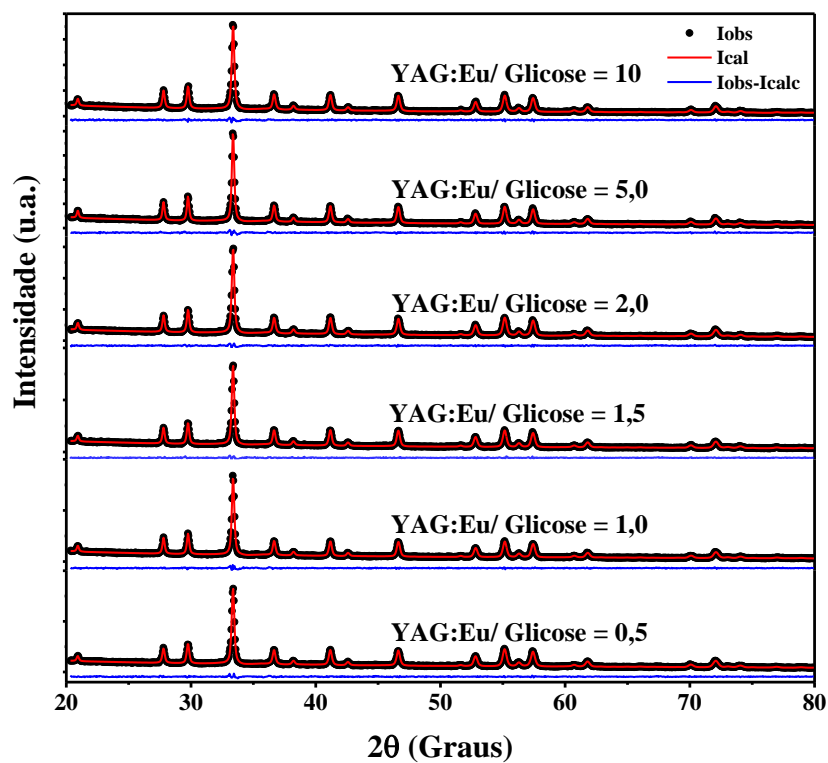 Iobs
Ical
Iobs-Icalc
YAG:Eu/ Glicose = 10
YAG:Eu/ Glicose = 5,0
YAG:Eu/ Glicose = 2,0
YAG:Eu/ Glicose = 1,5
YAG:Eu/ Glicose = 1,0
YAG:Eu/ Glicose = 0,5
Intensidade (u.a.)
20 30 40 50 60 70 80
2θ (Graus)